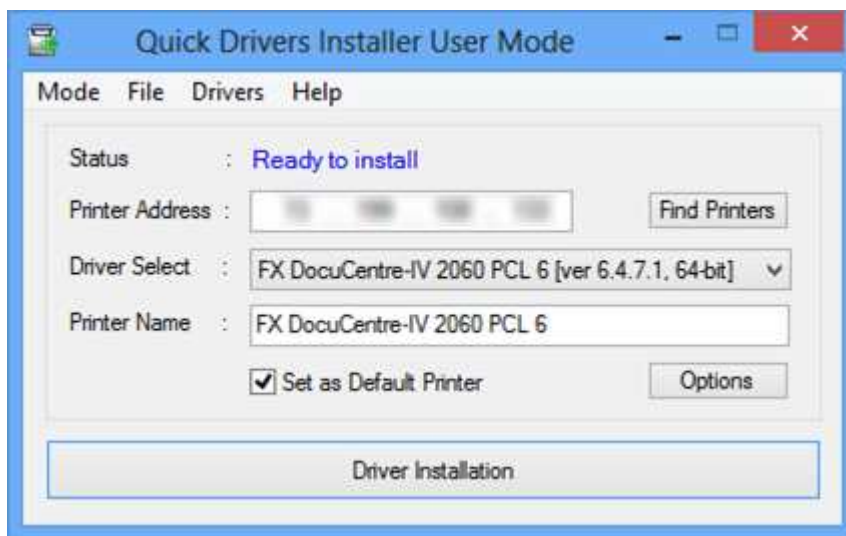 Quick Drivers Installer User Mode
Mode File Drivers Help
Status : Ready to install
Printer Address : Find Printers
Driver Select : FX DocuCentre-IV 2060 PCL 6 [ver 6.4.7.1, 64-bit]
Printer Name : FX DocuCentre-IV 2060 PCL 6
Set as Default Printer Options
Driver Installation